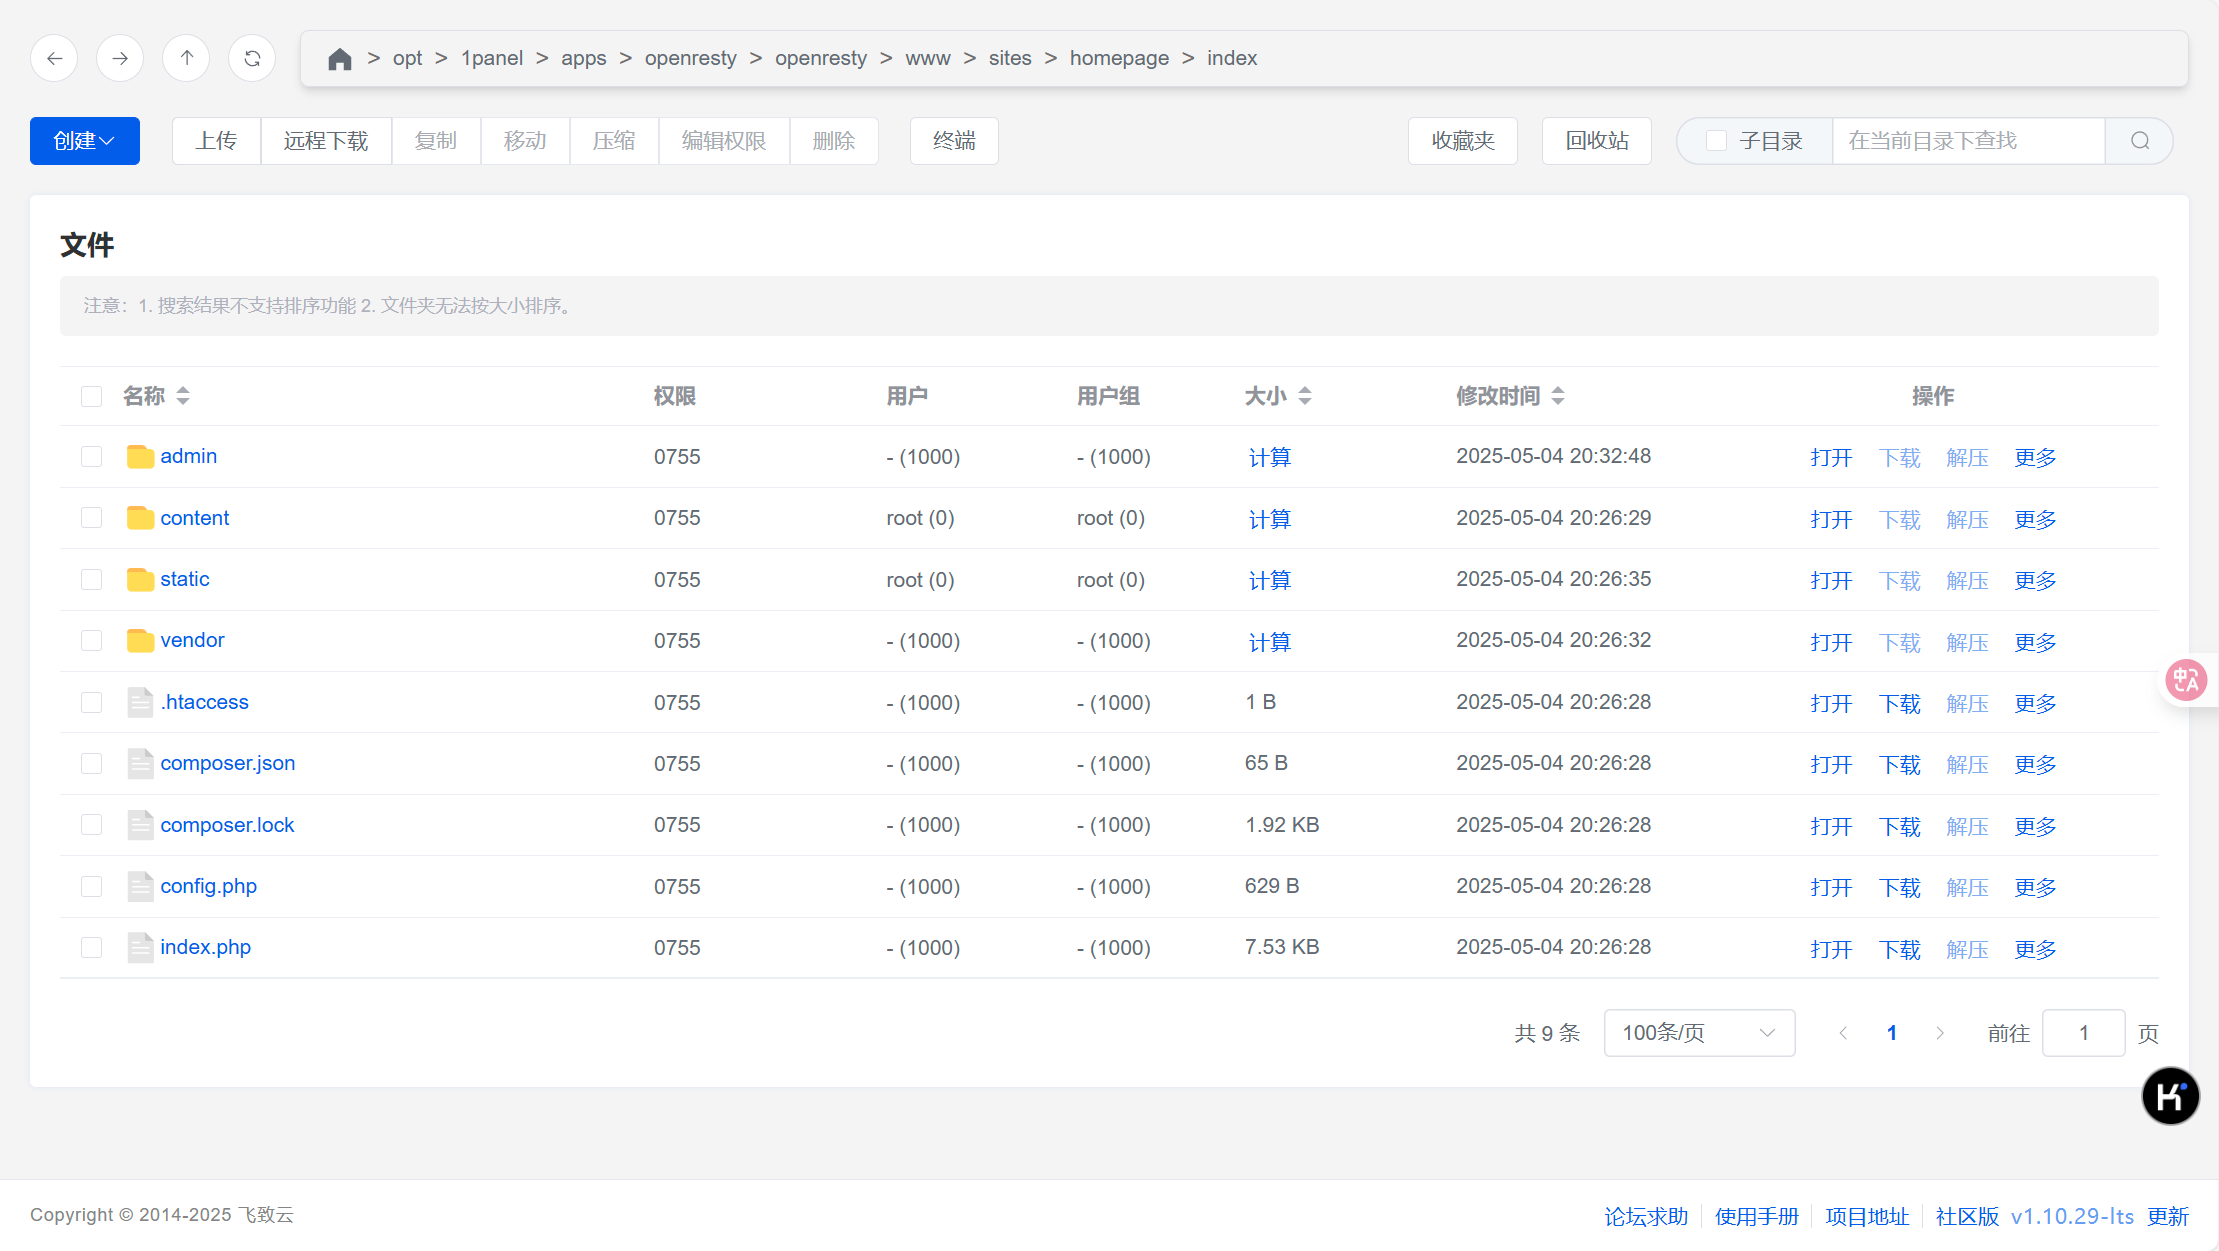 > opt > 1panel > apps > openresty > openresty > www > sites > homepage > index
创建 上传 远程下载 复制 移动 压缩 编辑权限 删除 终端 收藏夹 回收站 子目录 在当前目录下查找
文件
注意：1. 搜索结果不支持排序功能 2. 文件夹无法按大小排序。
名称 权限 用户 用户组 大小 修改时间 操作
admin 0755 - (1000) - (1000) 计算 2025-05-04 20:32:48 打开 下载 解压 更多
content 0755 root (0) root (0) 计算 2025-05-04 20:26:29 打开 下载 解压 更多
static 0755 root (0) root (0) 计算 2025-05-04 20:26:35 打开 下载 解压 更多
vendor 0755 - (1000) - (1000) 计算 2025-05-04 20:26:32 打开 下载 解压 更多
.htaccess 0755 - (1000) - (1000) 1 B 2025-05-04 20:26:28 打开 下载 解压 更多
composer.json 0755 - (1000) - (1000) 65 B 2025-05-04 20:26:28 打开 下载 解压 更多
composer.lock 0755 - (1000) - (1000) 1.92 KB 2025-05-04 20:26:28 打开 下载 解压 更多
config.php 0755 - (1000) - (1000) 629 B 2025-05-04 20:26:28 打开 下载 解压 更多
index.php 0755 - (1000) - (1000) 7.53 KB 2025-05-04 20:26:28 打开 下载 解压 更多
共 9 条 100条/页 1 前往 1 页
中 A
K
Copyright © 2014-2025 飞致云 论坛求助 使用手册 项目地址 社区版 v1.10.29-lts 更新